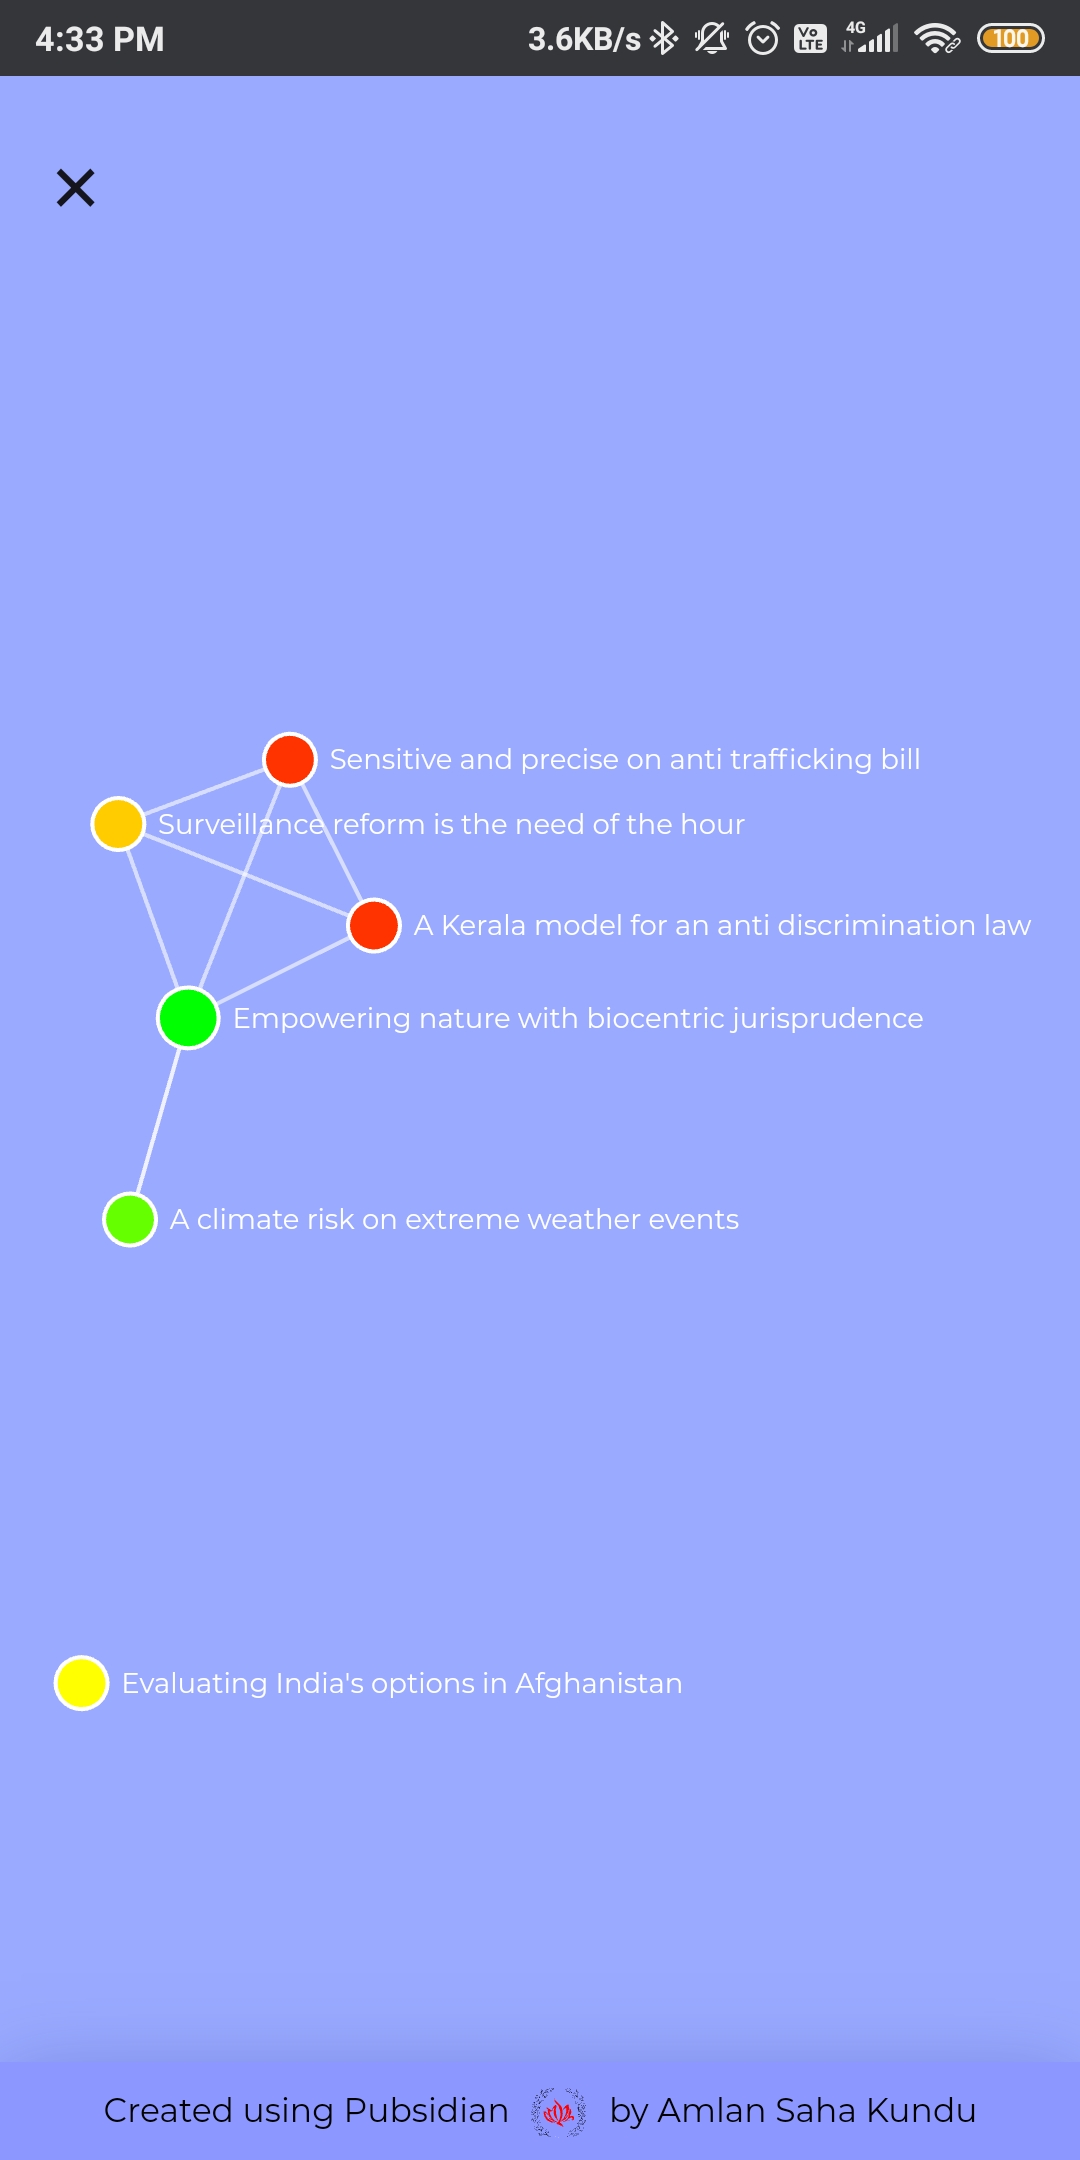 4:33 PM 3.6KB/s Vo LTE 4G 100
Sensitive and precise on anti trafficking bill
Surveillance reform is the need of the hour
A Kerala model for an anti discrimination law
Empowering nature with biocentric jurisprudence
A climate risk on extreme weather events
Evaluating India's options in Afghanistan
Created using Pubsidian by Amlan Saha Kundu